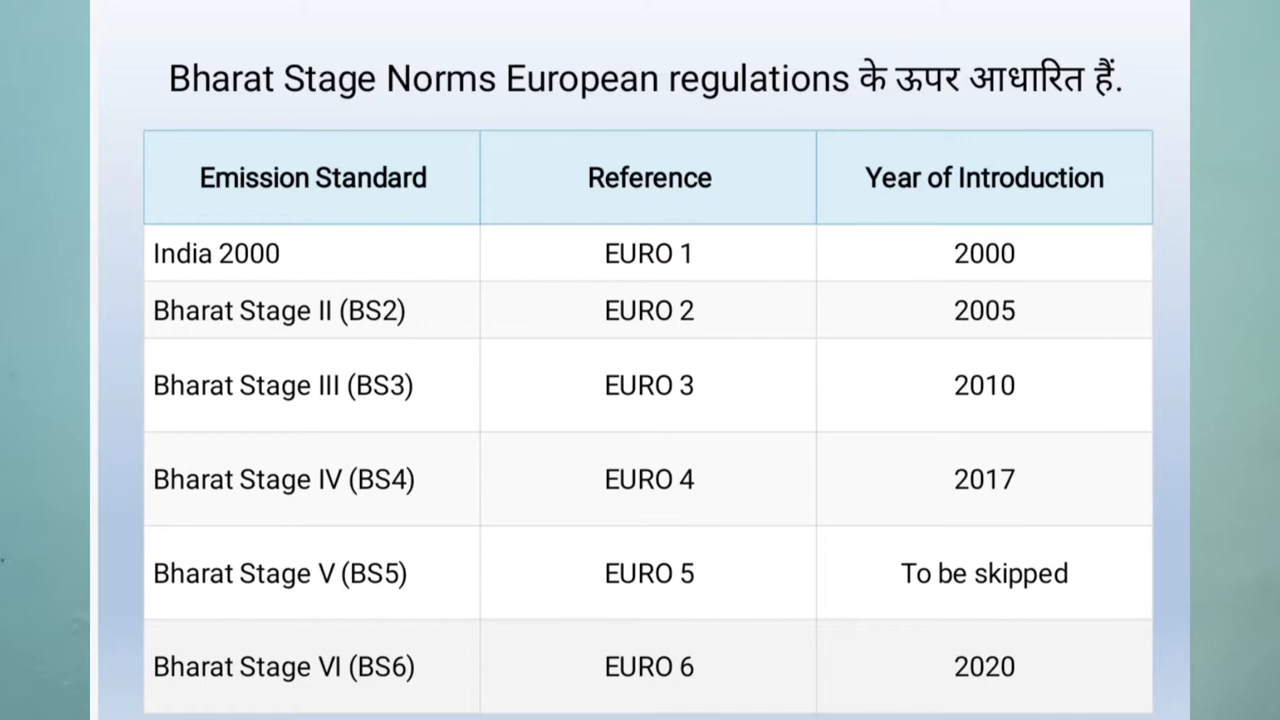 Bharat Stage Norms European regulations के ऊपर आधारित हैं.
Emission Standard Reference Year of Introduction
India 2000 EURO 1 2000
Bharat Stage II (BS2) EURO 2 2005
Bharat Stage III (BS3) EURO 3 2010
Bharat Stage IV (BS4) EURO 4 2017
Bharat Stage V (BS5) EURO 5 To be skipped
Bharat Stage VI (BS6) EURO 6 2020